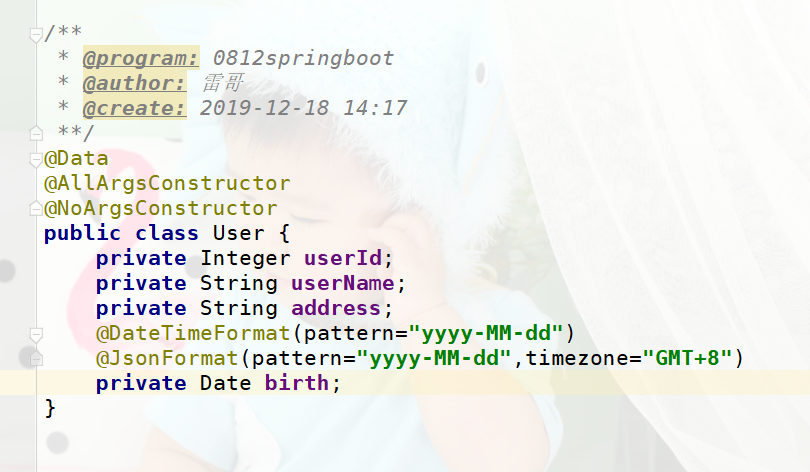 /**
 * @program: 0812springboot
 * @author: 雷哥
 * @create: 2019-12-18 14:17
 **/
@Data
@AllArgsConstructor
@NoArgsConstructor
public class User {
    private Integer userId;
    private String userName;
    private String address;
    @DateTimeFormat(pattern="yyyy-MM-dd")
    @JsonFormat(pattern="yyyy-MM-dd",timezone="GMT+8")
    private Date birth;
}